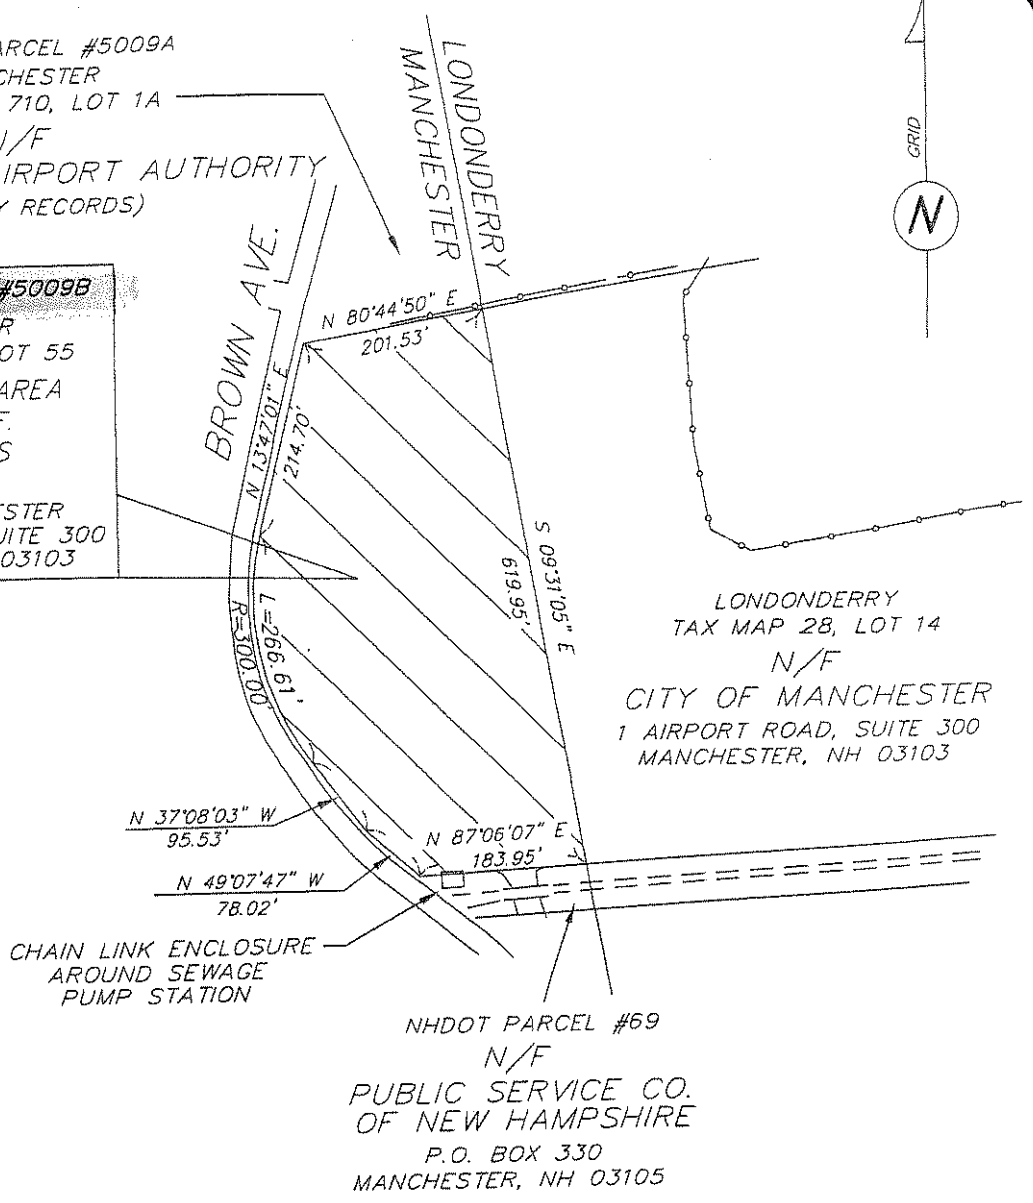 ARCEL #5009A
CHESTER
710, LOT 1A
N/F
IRPORT AUTHORITY
Y RECORDS)
LONDONDERRY
MANCHESTER
GRID
N
#5009B
R
OT 55
AREA
F.
S
STER
UITE 300
03103
BROWN AVE.
N 80°44'50" E
201.53'
N 13°47'01" E
214.70'
S 09°31'05" E
619.95'
L=266.61'
R=300.00'
LONDONDERRY
TAX MAP 28, LOT 14
N/F
CITY OF MANCHESTER
1 AIRPORT ROAD, SUITE 300
MANCHESTER, NH 03103
N 37°08'03" W
95.53'
N 87°06'07" E
183.95'
N 49°07'47" W
78.02'
CHAIN LINK ENCLOSURE
AROUND SEWAGE
PUMP STATION
NHDOT PARCEL #69
N/F
PUBLIC SERVICE CO.
OF NEW HAMPSHIRE
P.O. BOX 330
MANCHESTER, NH 03105